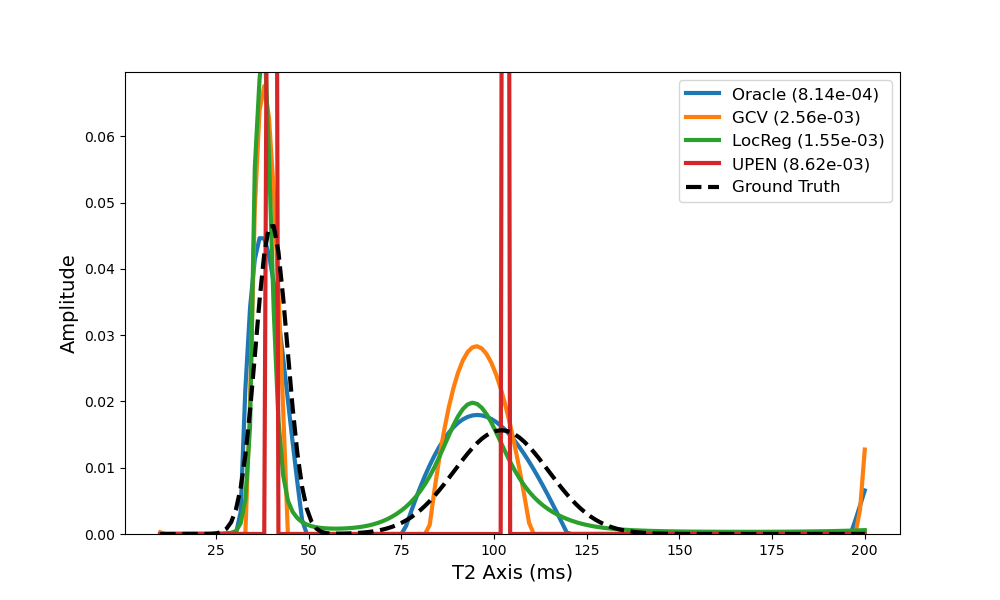 Oracle (8.14e-04)
GCV (2.56e-03)
LocReg (1.55e-03)
UPEN (8.62e-03)
Ground Truth
Amplitude
0.06
0.05
0.04
0.03
0.02
0.01
0.00
25 50 75 100 125 150 175 200
T2 Axis (ms)